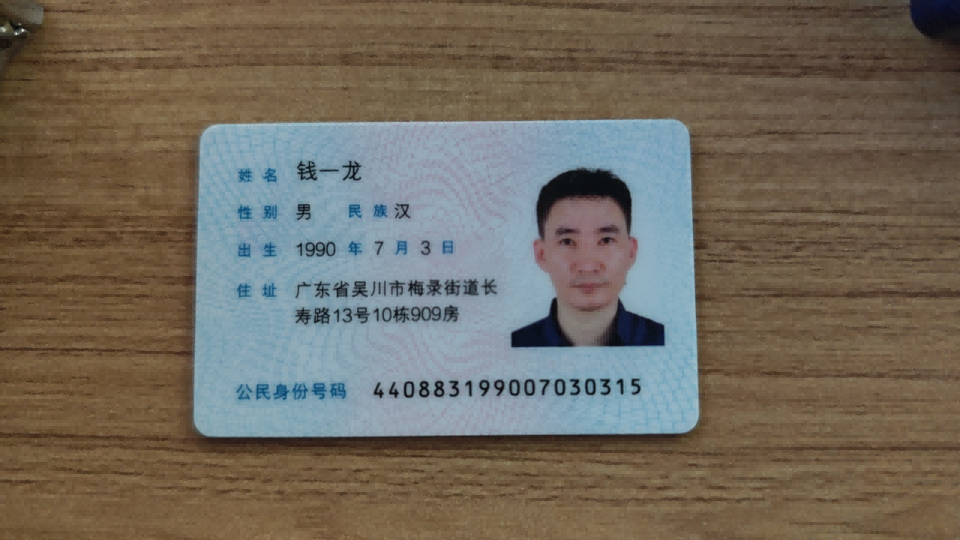 姓名 钱一龙
性别 男 民族 汉
出生 1990 年 7 月 3 日
住址 广东省吴川市梅录街道长
寿路13号10栋909房
公民身份号码 440883199007030315